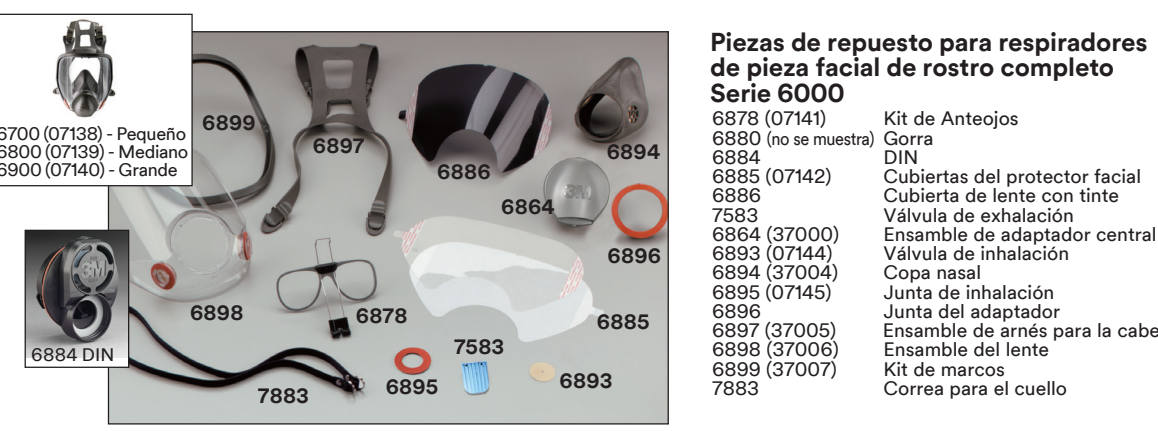 6700 (07138) - Pequeño
6800 (07139) - Mediano
6900 (07140) - Grande
6899
6897
6886
6894
6864
6896
6898
6878
6885
6884 DIN
7883
6895
7583
6893
3M
3M
Piezas de repuesto para respiradores
de pieza facial de rostro completo
Serie 6000
6878 (07141) Kit de Anteojos
6880 (no se muestra) Gorra
6884 DIN
6885 (07142) Cubiertas del protector facial
6886 Cubierta de lente con tinte
7583 Válvula de exhalación
6864 (37000) Ensamble de adaptador central
6893 (07144) Válvula de inhalación
6894 (37004) Copa nasal
6895 (07145) Junta de inhalación
6896 Junta del adaptador
6897 (37005) Ensamble de arnés para la cabe
6898 (37006) Ensamble del lente
6899 (37007) Kit de marcos
7883 Correa para el cuello